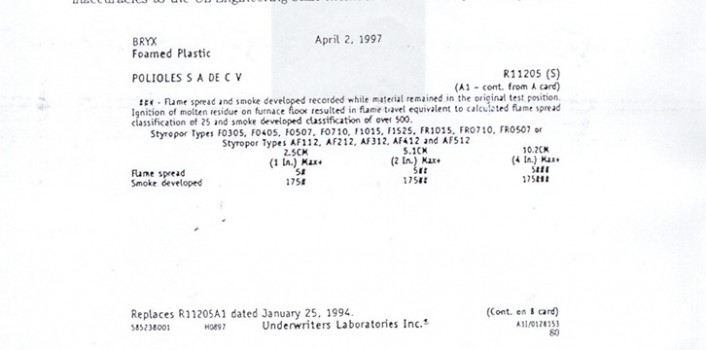 BRYX April 2, 1997
Foamed Plastic
POLIOLES S A DE C V R11205 (S)
(A1 - cont. from A card)
### - Flame spread and smoke developed recorded while material remained in the original test position.
Ignition of molten residue on furnace floor resulted in flame travel equivalent to calculated flame spread
classification of 25 and smoke developed classification of over 500.
Styropor Types F0305, F0405, F0507, F0710, F1015, F1525, FR1015, FR0710, FR0507 or
Styropor Types AF112, AF212, AF312, AF412 and AF512
2.5CM 5.1CM 10.2CM
(1 In.) Max+ (2 In.) Max+ (4 In.) Max+
Flame spread 5# 5## 5###
Smoke developed 175# 175## 175###
Replaces R11205A1 dated January 25, 1994. (Cont. on B card)
585238001 H0897 Underwriters Laboratories Inc. A11/0128153
80